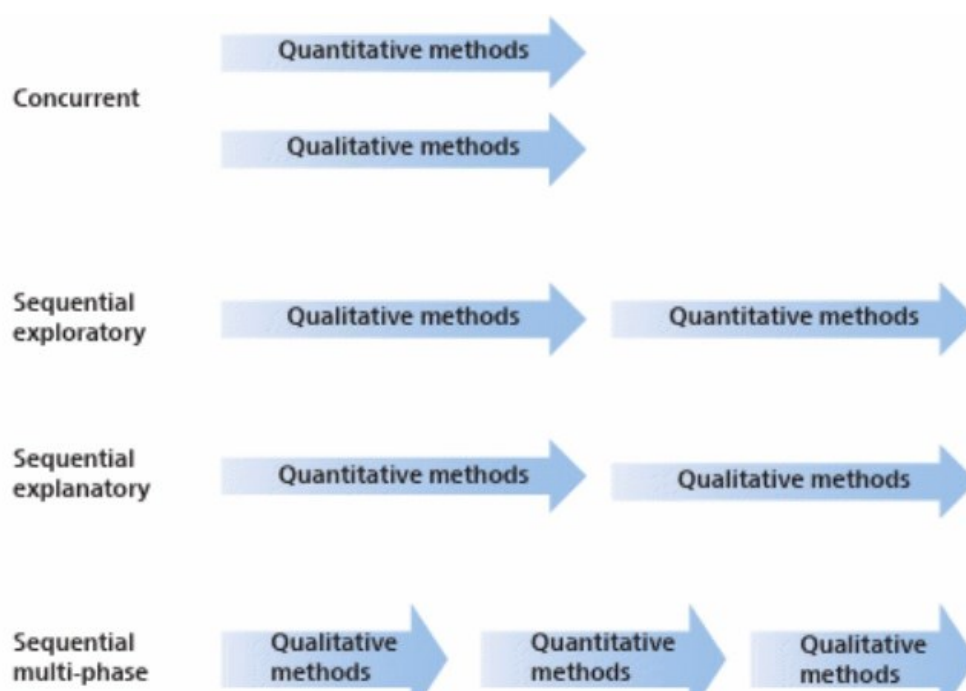 Quantitative methods
Concurrent
Qualitative methods
Sequential
exploratory
Qualitative methods
Quantitative methods
Sequential
explanatory
Quantitative methods
Qualitative methods
Sequential
multi-phase
Qualitative
methods
Quantitative
methods
Qualitative
methods